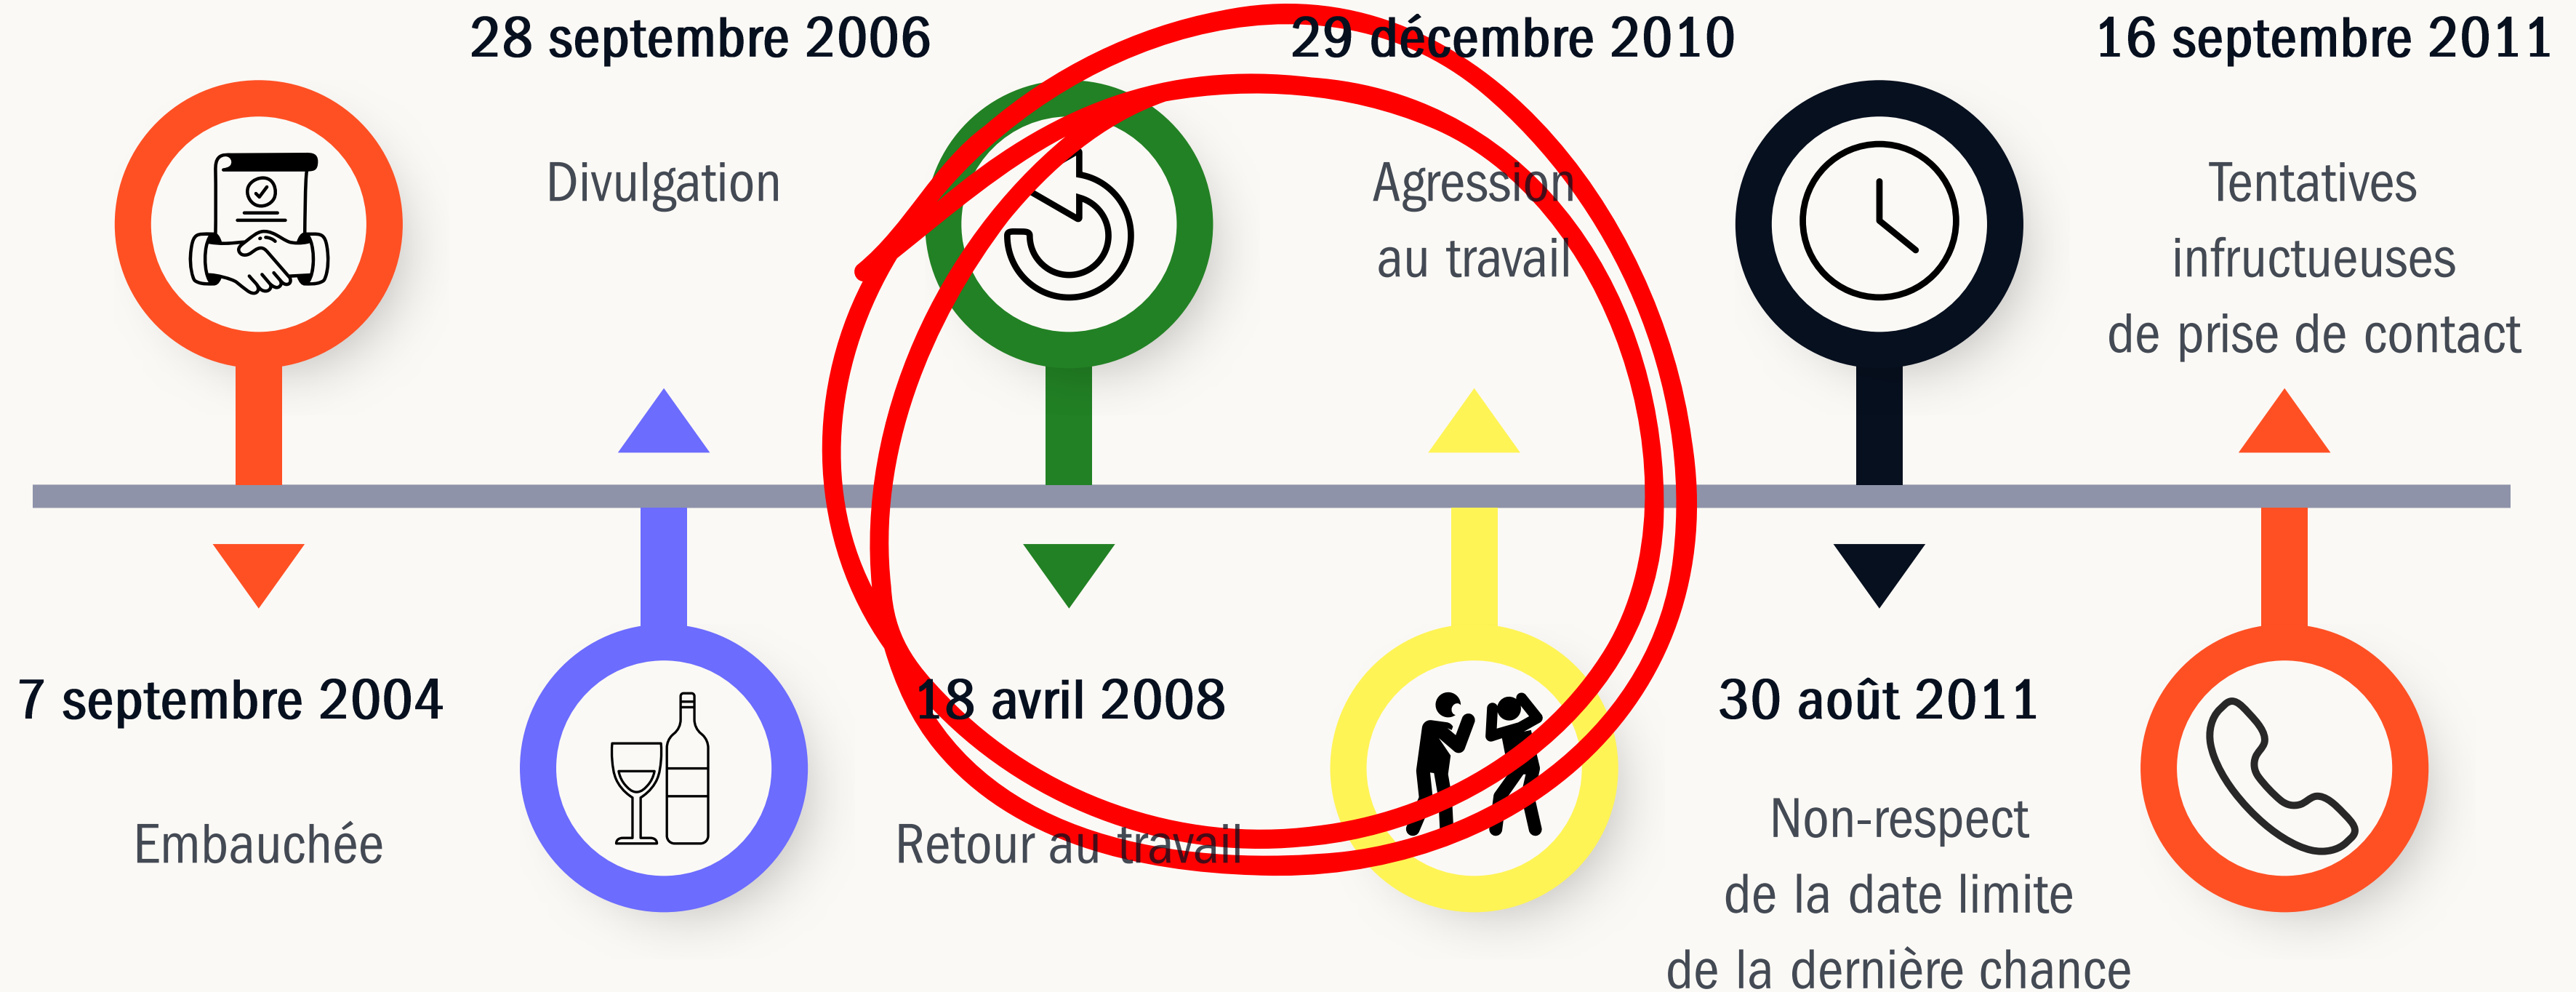 7 septembre 2004
Embauchée
28 septembre 2006
Divulgation
18 avril 2008
Retour au travail
29 décembre 2010
Agression
au travail
30 août 2011
Non-respect
de la date limite
de la dernière chance
16 septembre 2011
Tentatives
infructueuses
de prise de contact